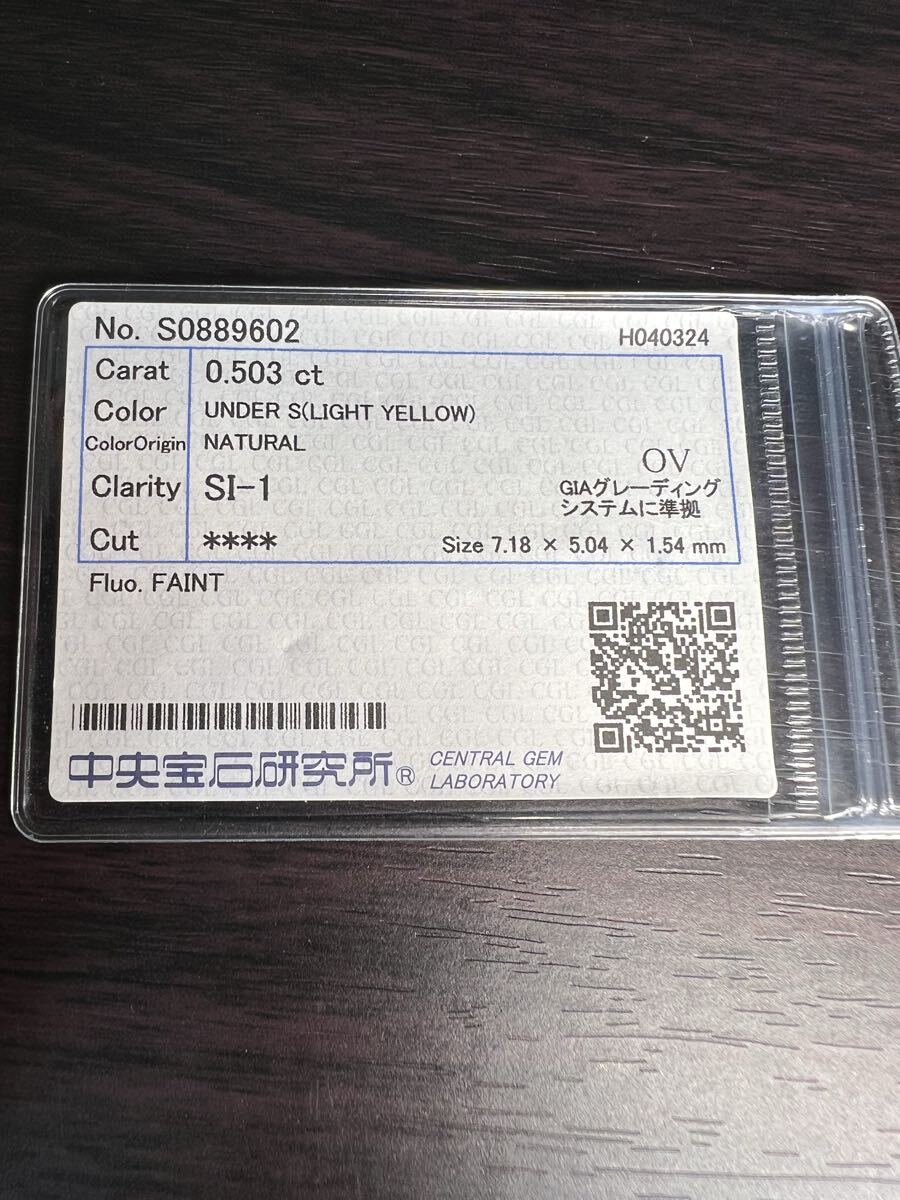 No. S0889602 H040324
Carat 0.503 ct
Color UNDER S(LIGHT YELLOW)
ColorOrigin NATURAL
Clarity SI-1
OV
GIAグレーディング
システムに準拠
Cut ****
Size 7.18 × 5.04 × 1.54 mm
Fluo. FAINT
中央宝石研究所® CENTRAL GEM
LABORATORY